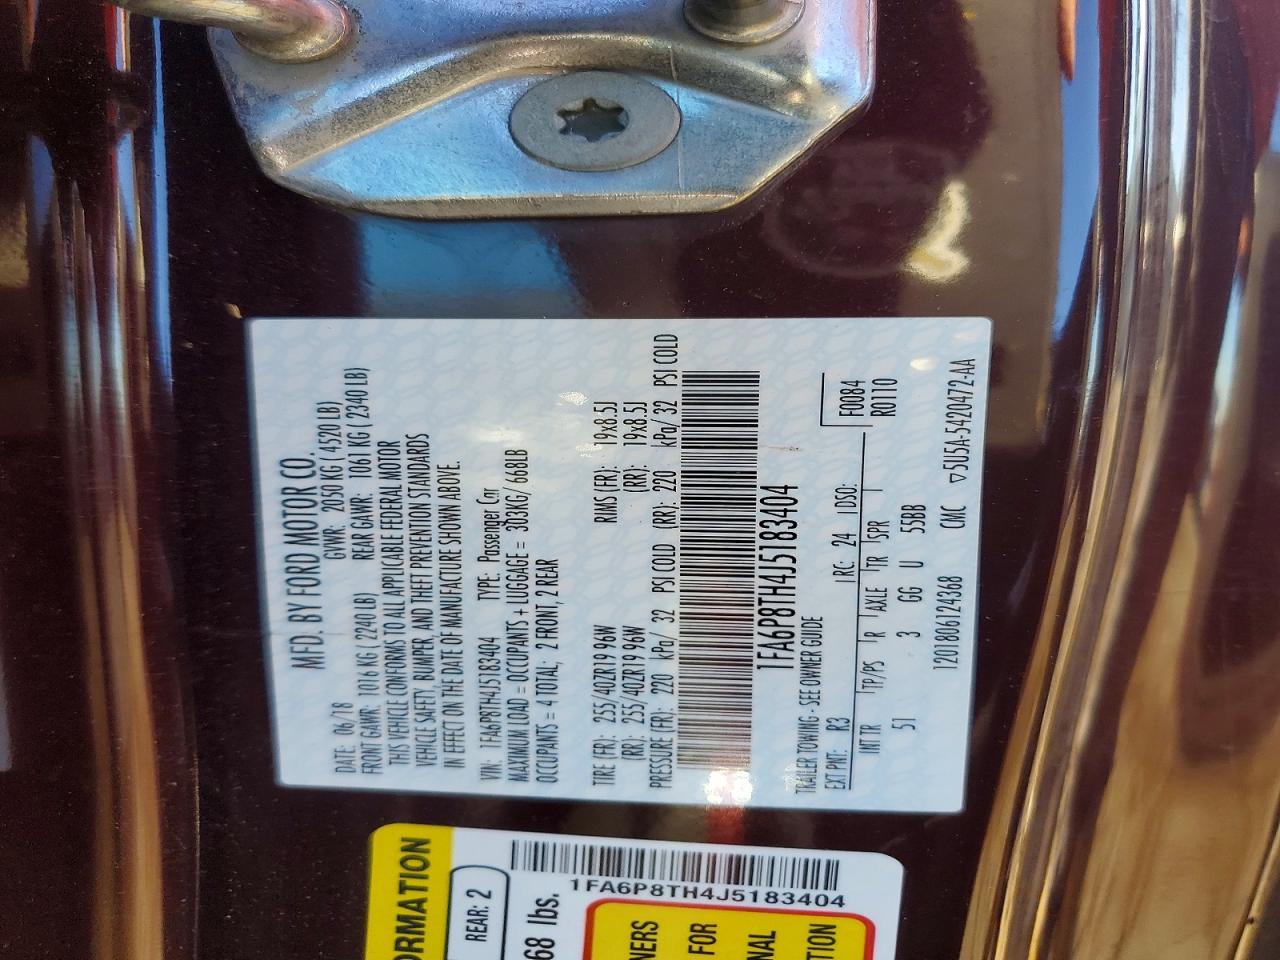 MFD. BY FORD MOTOR CO.
DATE: 06/18 GVWR: 2050 KG (4520 LB)
FRONT GAWR: 1016 KG (2240 LB) REAR GAWR: 1061 KG (2340 LB)
THIS VEHICLE CONFORMS TO ALL APPLICABLE FEDERAL MOTOR
VEHICLE SAFETY, BUMPER, AND THEFT PREVENTION STANDARDS
IN EFFECT ON THE DATE OF MANUFACTURE SHOWN ABOVE.
VIN: 1FA6P8TH4J5183404 TYPE: Passenger Car
MAXIMUM LOAD = OCCUPANTS + LUGGAGE = 303KG/ 668LB
OCCUPANTS = 4 TOTAL; 2 FRONT, 2 REAR
TIRE (FR): 255/40ZR19 96W RIMS (FR): 19x8.5J
(RR): 255/40ZR19 96W (RR): 19x8.5J
PRESSURE (FR): 220 kPa/ 32 PSI COLD (RR): 220 kPa/ 32 PSI COLD
1FA6P8TH4J5183404
TRAILER TOWING - SEE OWNER GUIDE
EXT PNT: R3 RC: 24 DSO: F0084
INT TR TP/PS R AXLE TR SPR R0110
51 3 GG U 55BB
1201806124368 CMC ▽5U5A-5420472-AA
ORMATION
REAR: 2
68 lbs.
1FA6P8TH4J5183404
NERS
FOR
NAL
TION